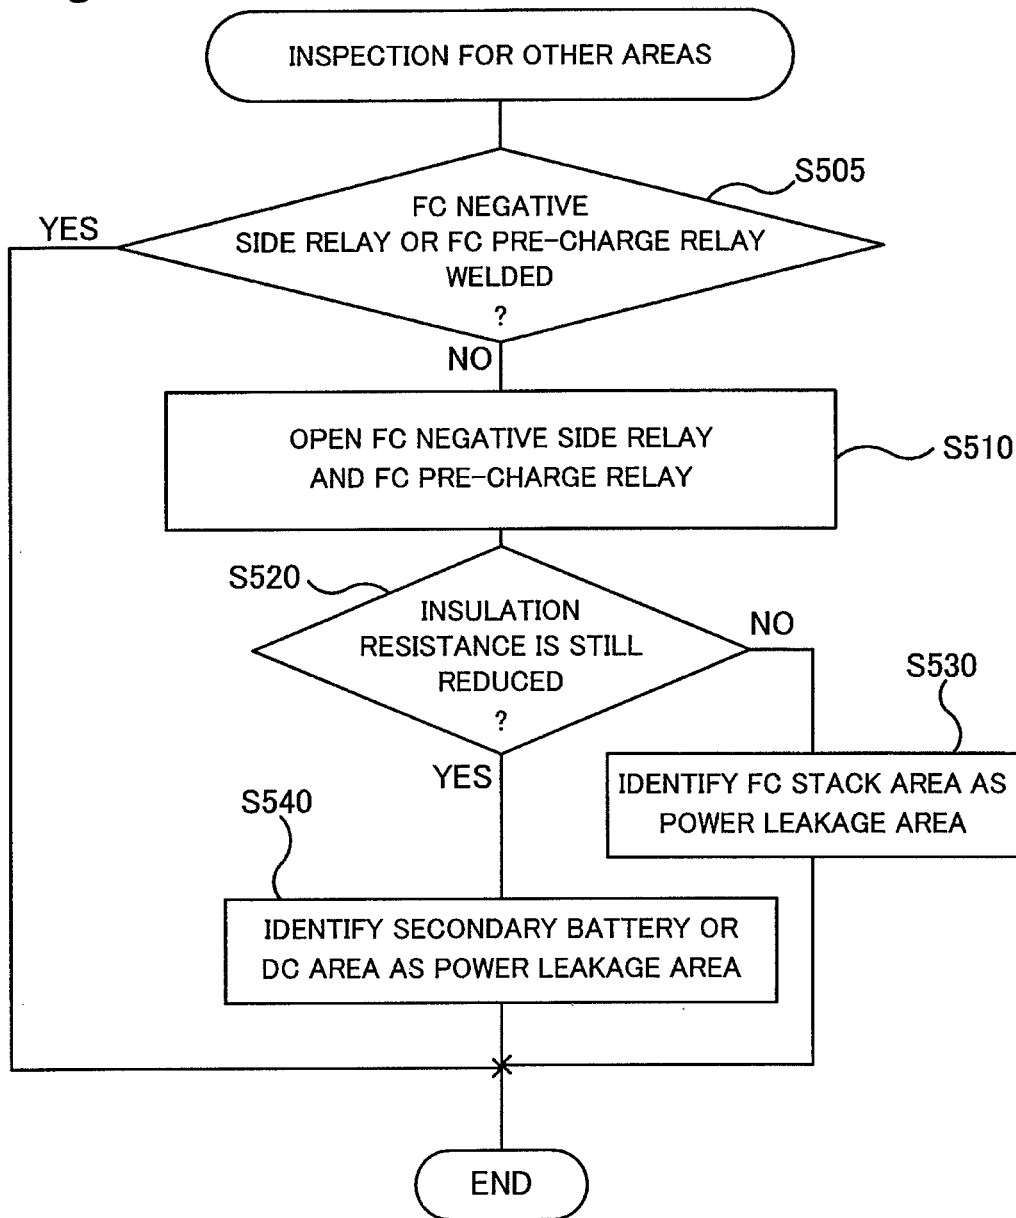 INSPECTION FOR OTHER AREAS
S505
FC NEGATIVE
SIDE RELAY OR FC PRE-CHARGE RELAY
WELDED
?
YES
NO
OPEN FC NEGATIVE SIDE RELAY
AND FC PRE-CHARGE RELAY
S510
S520
INSULATION
RESISTANCE IS STILL
REDUCED
?
NO
YES
S530
IDENTIFY FC STACK AREA AS
POWER LEAKAGE AREA
S540
IDENTIFY SECONDARY BATTERY OR
DC AREA AS POWER LEAKAGE AREA
END